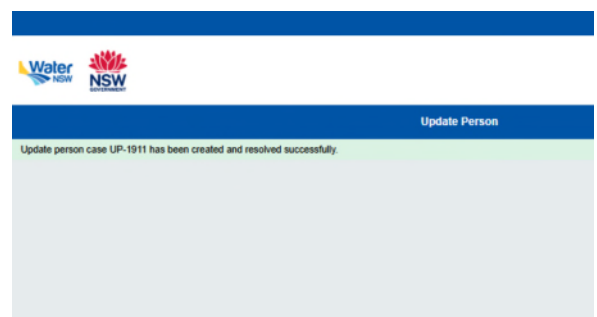 Water
NSW
NSW
GOVERNMENT
Update Person
Update person case UP-1911 has been created and resolved successfully.